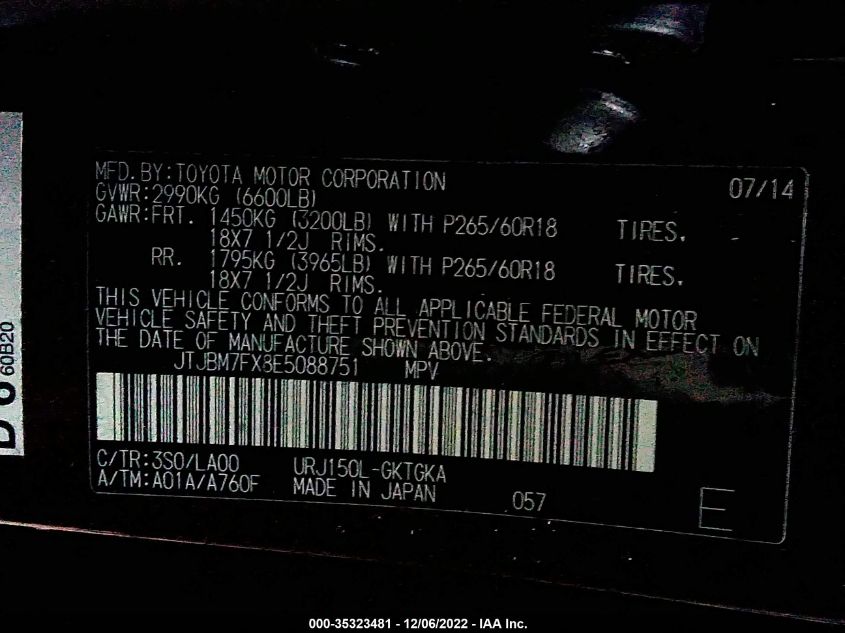 MFD.BY:TOYOTA MOTOR CORPORATION 07/14
GVWR:2990KG (6600LB)
GAWR:FRT. 1450KG (3200LB) WITH P265/60R18 TIRES.
18X7 1/2J RIMS.
RR. 1795KG (3965LB) WITH P265/60R18 TIRES.
18X7 1/2J RIMS.
THIS VEHICLE CONFORMS TO ALL APPLICABLE FEDERAL MOTOR
VEHICLE SAFETY AND THEFT PREVENTION STANDARDS IN EFFECT ON
THE DATE OF MANUFACTURE SHOWN ABOVE.
JTJBM7FX8E5088751 MPV
C/TR:3S0/LA00 URJ150L-GKTGKA
A/TM:A01A/A760F MADE IN JAPAN 057 E
60B20
000-35323481 - 12/06/2022 - IAA Inc.